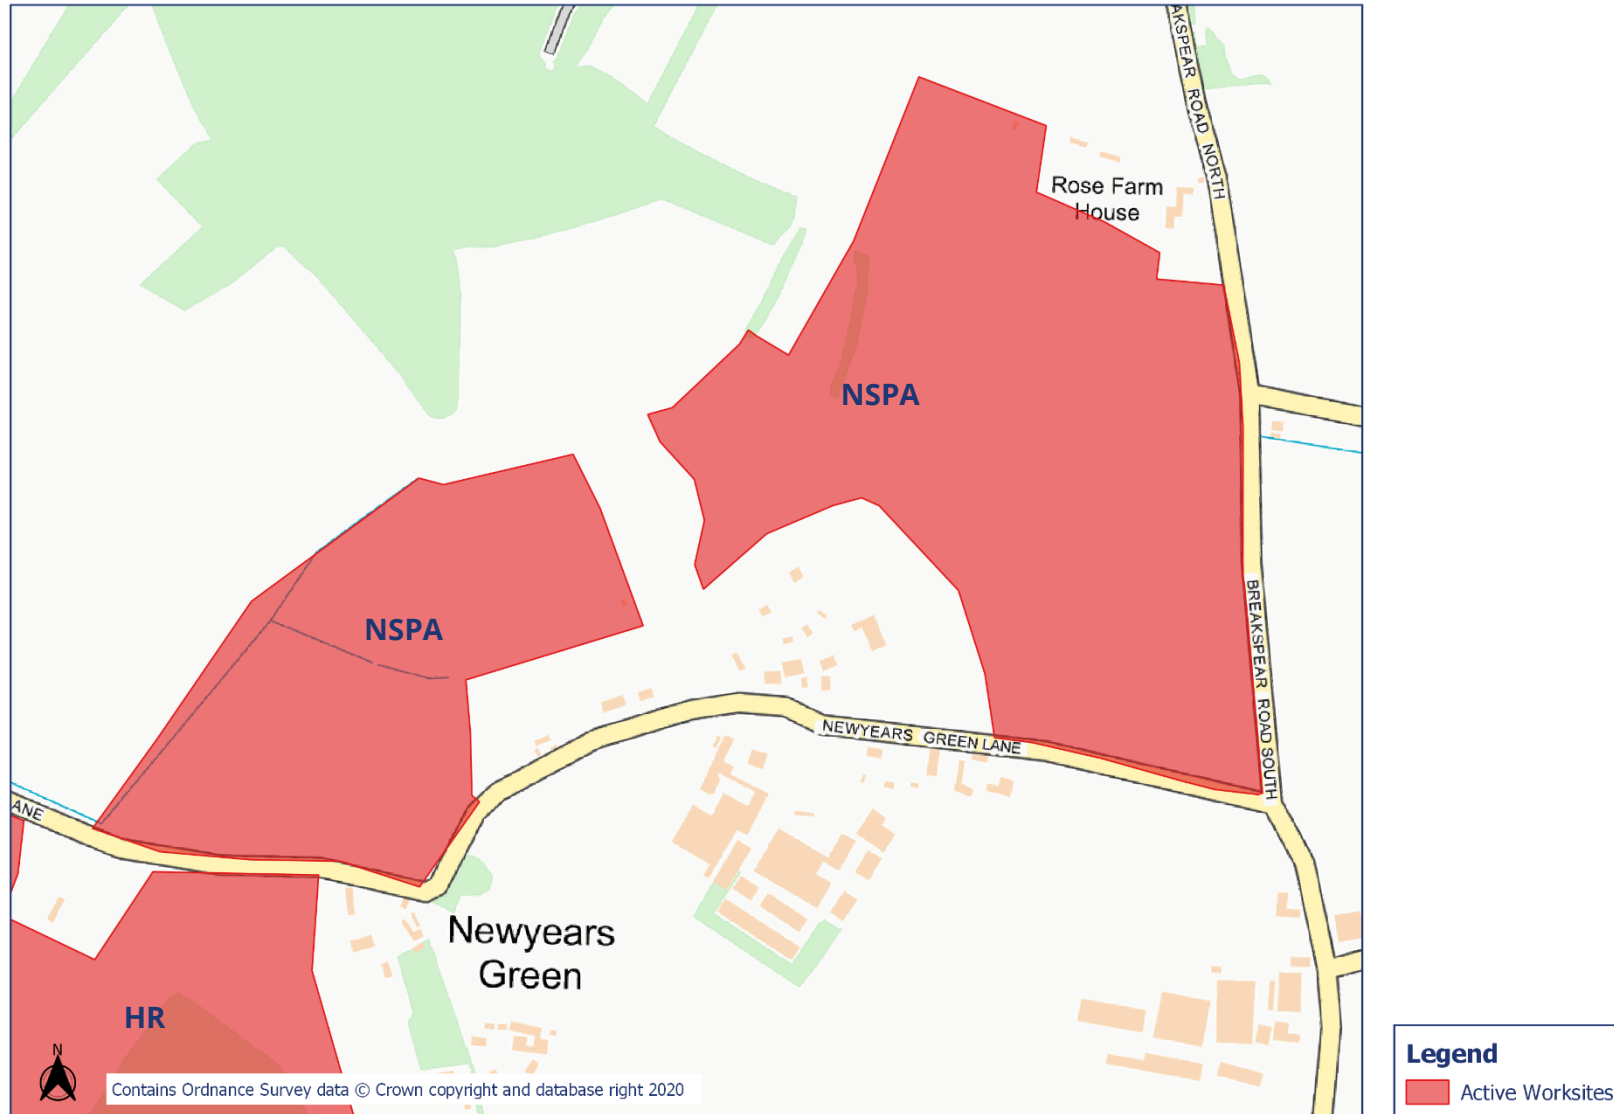 AKSPEAR ROAD NORTH
Rose Farm
House
NSPA
NSPA
BREAKSPEAR ROAD SOUTH
NEWYEARS GREEN LANE
ANE
Newyears
Green
HR
N
Contains Ordnance Survey data © Crown copyright and database right 2020
Legend
Active Worksites